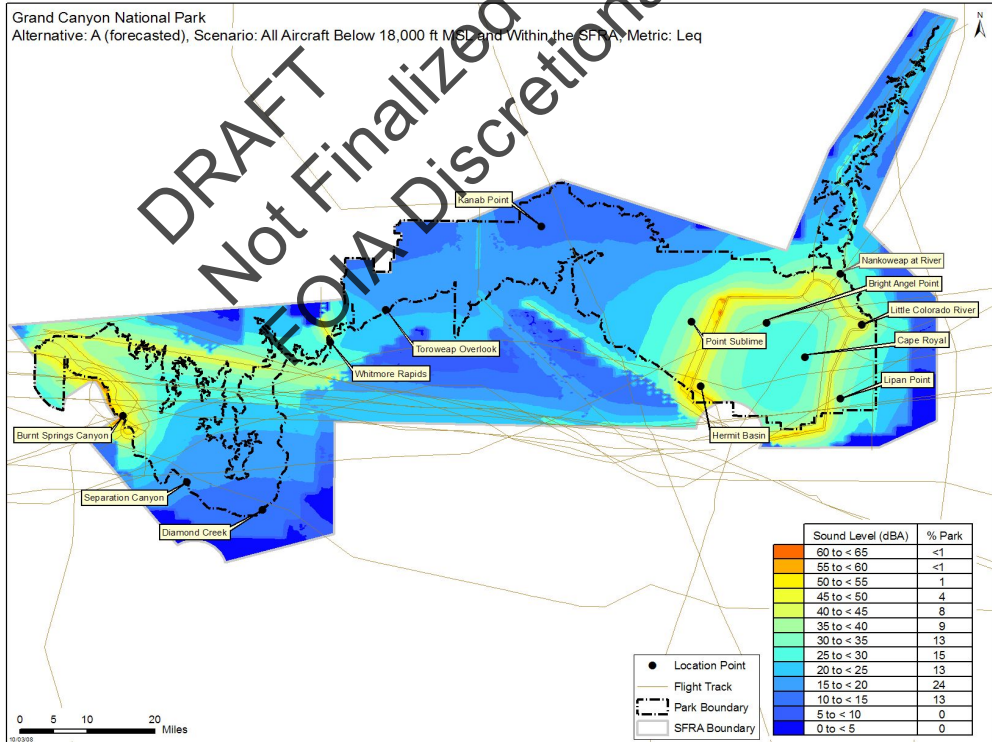 Grand Canyon National Park
Alternative: A (forecasted), Scenario: All Aircraft Below 18,000 ft MSL and Within the SFRA, Metric: Leq
N
DRAFT
Not Finalized
FOIA Discretion
Kanab Point
Nankoweap at River
Bright Angel Point
Little Colorado River
Point Sublime
Cape Royal
Toroweap Overlook
Whitmore Rapids
Lipan Point
Burnt Springs Canyon
Hermit Basin
Separation Canyon
Diamond Creek
Sound Level (dBA) % Park
60 to < 65 <1
55 to < 60 <1
50 to < 55 1
45 to < 50 4
40 to < 45 8
35 to < 40 9
30 to < 35 13
25 to < 30 15
20 to < 25 13
15 to < 20 24
10 to < 15 13
5 to < 10 0
0 to < 5 0
Location Point
Flight Track
Park Boundary
SFRA Boundary
0 5 10 20 Miles
10/03/08